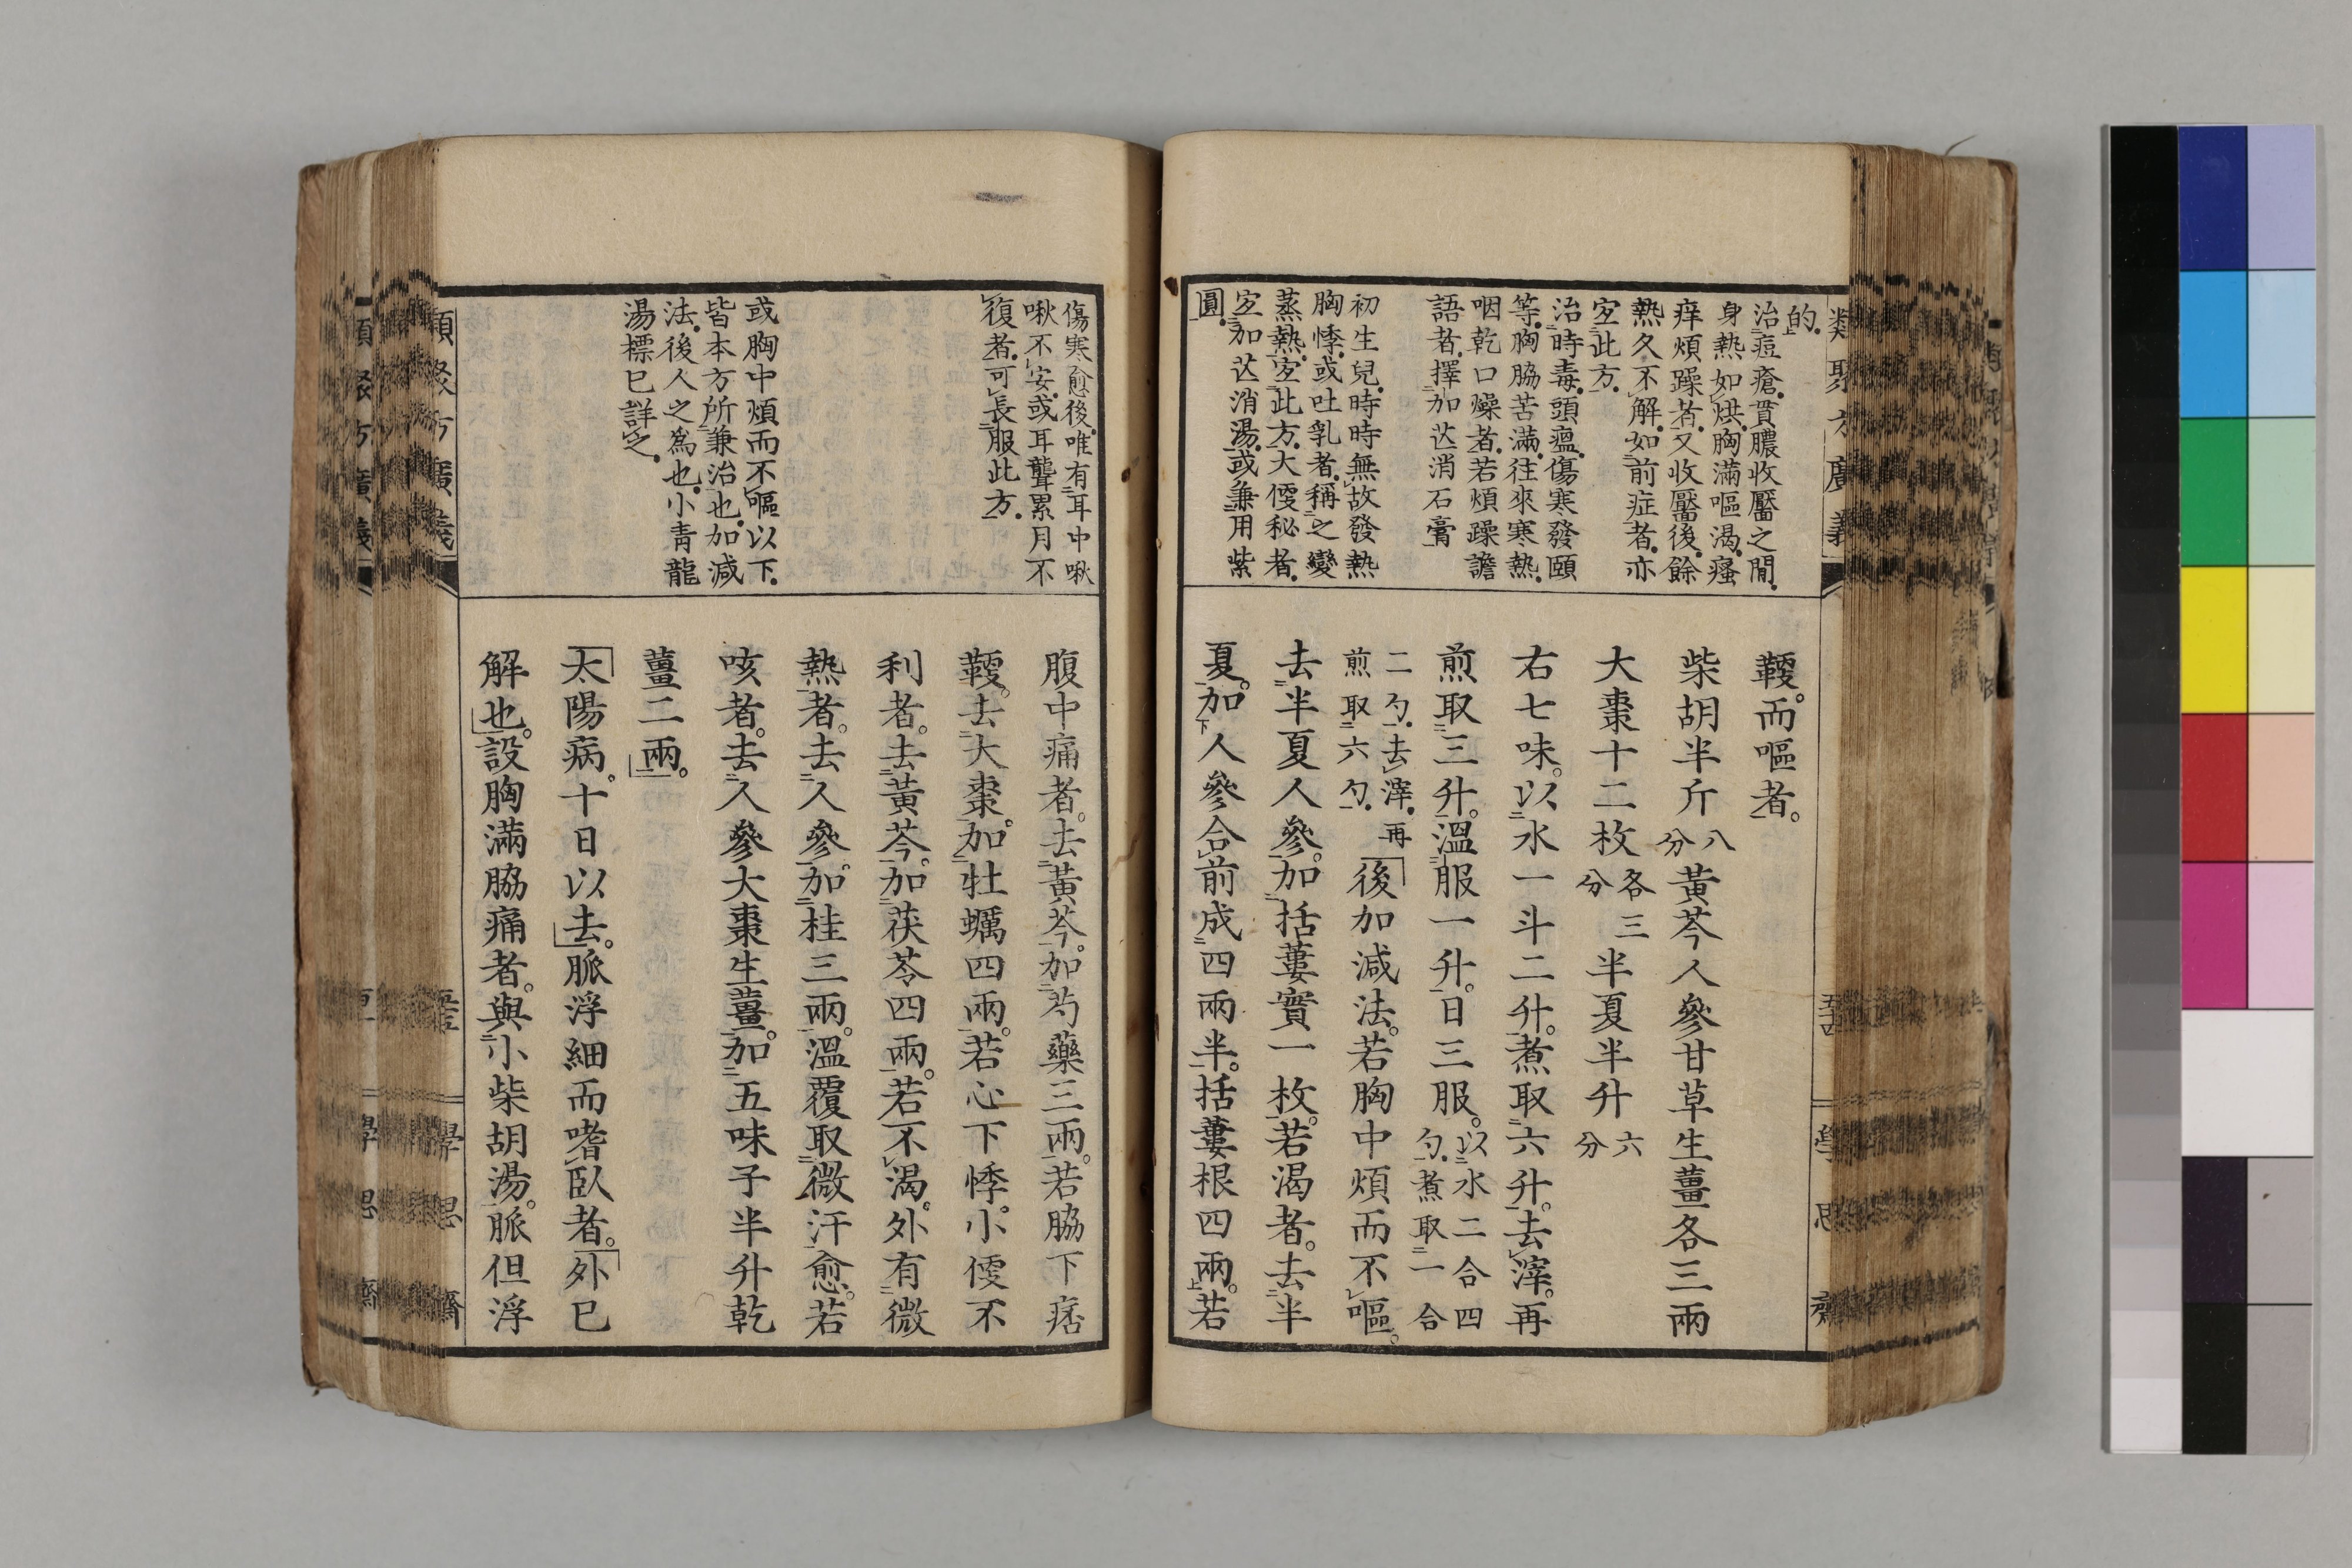 類聚方廣義
的
治痘瘡貫膿收靨之間
身熱如烘胸滿嘔渴瘙
痒煩躁者又收靨後餘
熱久不解如前症者亦
宜此方
治時毒頭瘟傷寒發頤
等胸脇苦滿往來寒熱
咽乾口燥者若煩躁譫
語者擇加芒消石膏
初生兒時時無故發熱
胸悸或吐乳者稱之變
蒸熱宜此方大便秘者
宜加芒消湯或兼用紫
圓
鞕。而嘔者。
柴胡半斤八分黃芩人參甘草生薑各三兩
大棗十二枚各三分半夏半升六分
右七味。以水一斗二升。煮取六升。去滓。再
煎取三升。溫服一升。日三服。以水二合四勺煮取一合
二勺去滓再煎取六勺後加減法。若胸中煩而不嘔。
去半夏人參。加括蔞實一枚。若渴者。去半
夏。加人參合前成四兩半。括蔞根四兩。若
五十四
學思齋
傷寒愈後唯有耳中啾
啾不安或耳聾累月不
復者可長服此方
或胸中煩而不嘔以下
皆本方所兼治也加減
法後人之為也小青龍
湯標已詳之
腹中痛者。去黃芩。加芍藥三兩。若脇下痞
鞕。去大棗。加牡蠣四兩。若心下悸。小便不
利者。去黃芩。加茯苓四兩。若不渴。外有微
熱者。去人參。加桂三兩。溫覆取微汗愈。若
咳者。去人參大棗生薑。加五味子半升乾
薑二兩。
太陽病。十日以去。脈浮細而嗜臥者。外已
解也。設胸滿脇痛者。與小柴胡湯。脈但浮
類聚方廣義
學思齋